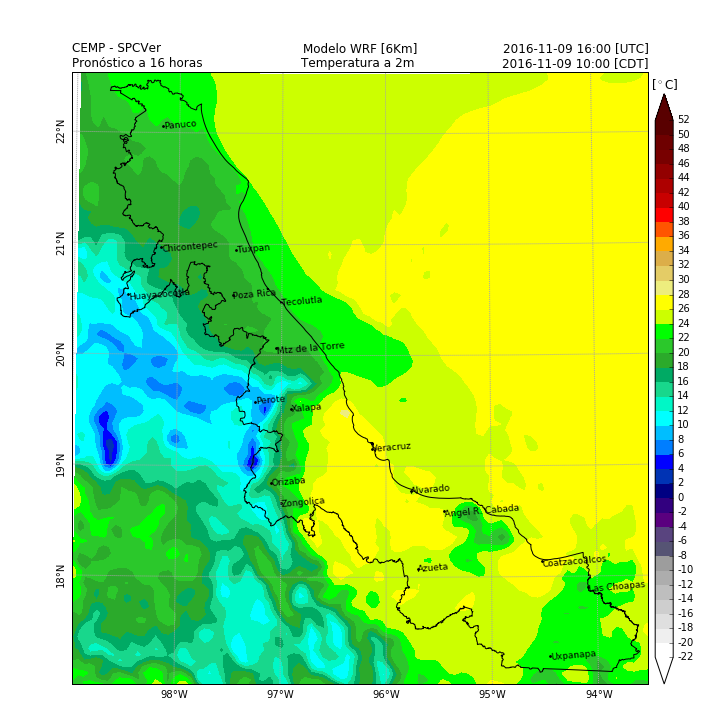 CEMP - SPCVer Modelo WRF [6Km] 2016-11-09 16:00 [UTC]
Pronóstico a 16 horas Temperatura a 2m 2016-11-09 10:00 [CDT]
[°C]
52
50
48
46
44
42
40
38
36
34
32
30
28
26
24
22
20
18
16
14
12
10
8
6
4
2
0
-2
-4
-6
-8
-10
-12
-14
-16
-18
-20
-22
22°N
21°N
20°N
19°N
18°N
Panuco
Chicontepec
Tuxpan
Huayacocotla
Poza Rica
Tecolutla
Mtz de la Torre
Perote
Xalapa
Veracruz
Orizaba
Alvarado
Zongolica
Angel R. Cabada
Azueta
Coatzacoalcos
Las Choapas
Uxpanapa
98°W 97°W 96°W 95°W 94°W